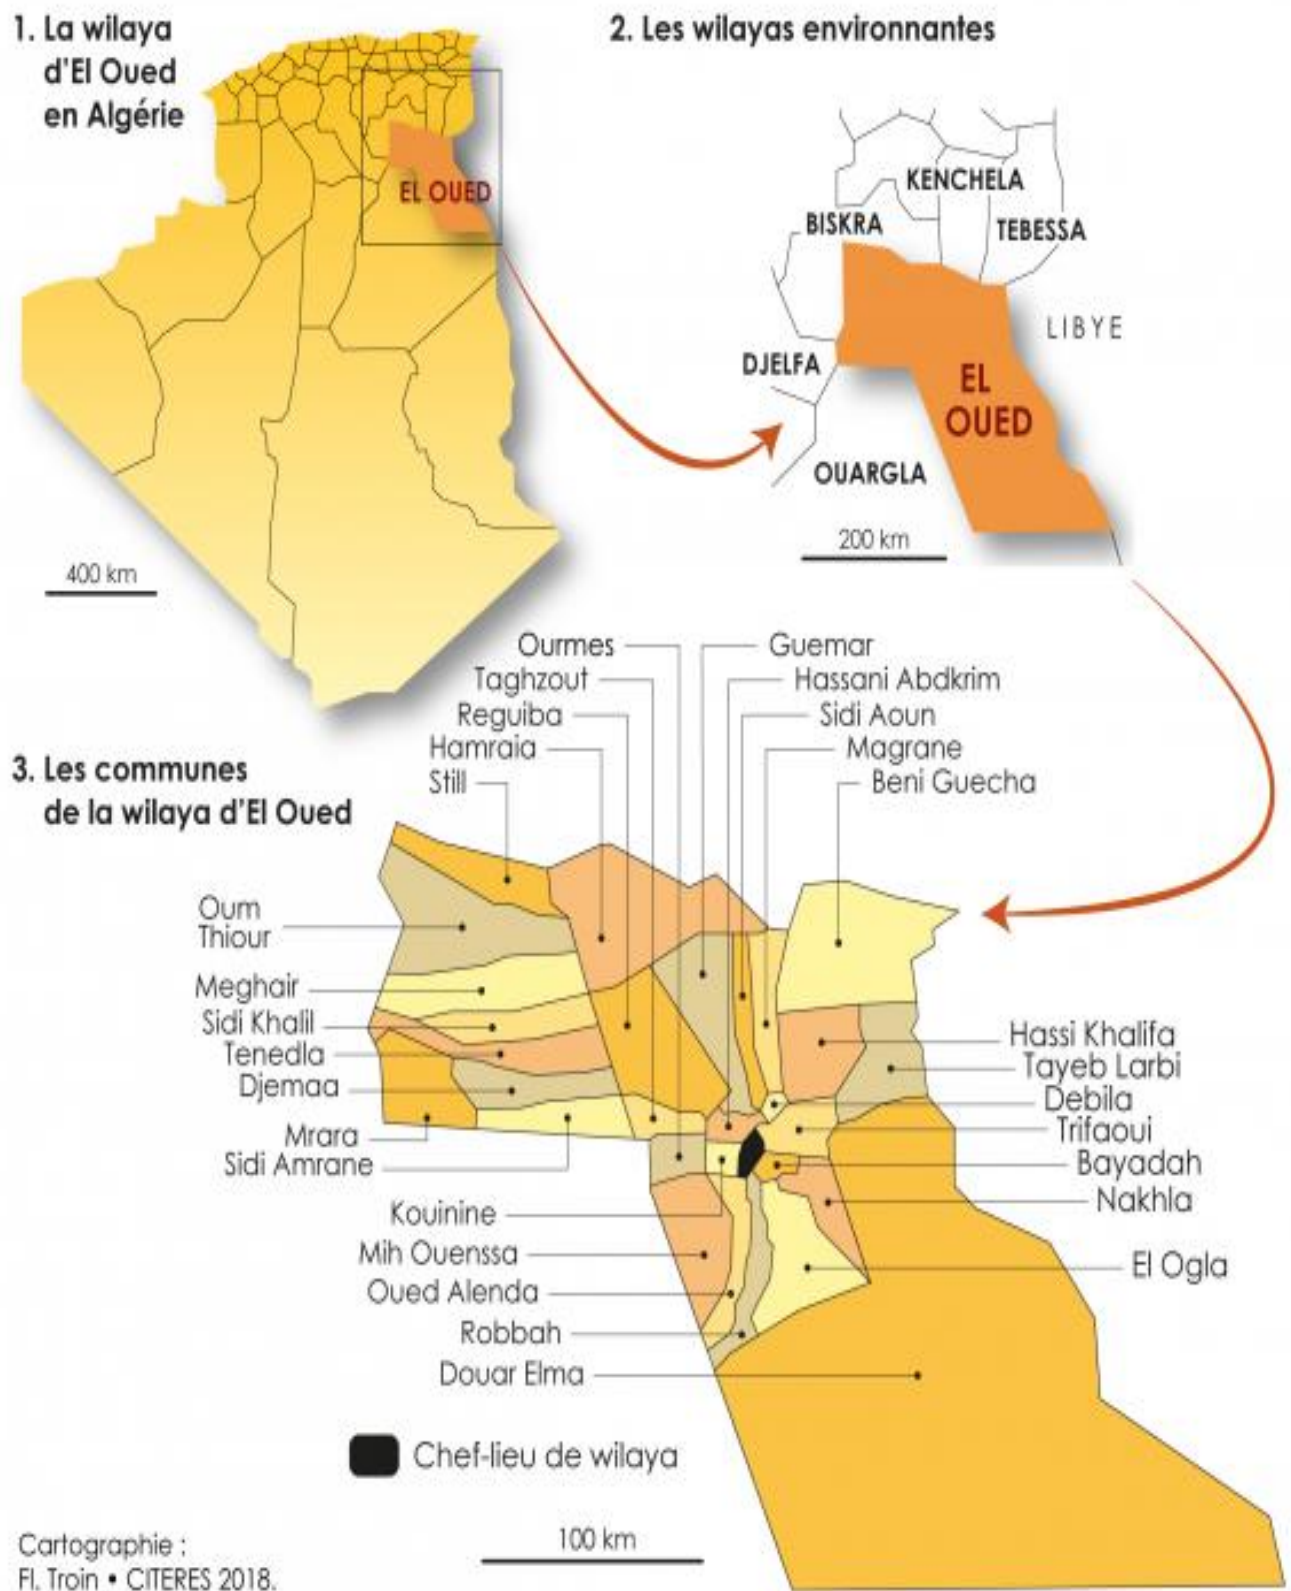 1. La wilaya
d'El Oued
en Algérie
EL OUED
400 km
2. Les wilayas environnantes
KENCHELA
BISKRA
TEBESSA
LIBYE
DJELFA
EL
OUED
OUARGLA
200 km
3. Les communes
de la wilaya d'El Oued
Ourmes
Taghzout
Reguiba
Hamraia
Still
Guemar
Hassani Abdkrim
Sidi Aoun
Magrane
Beni Guecha
Oum
Thiour
Meghair
Sidi Khalil
Tenedla
Djemaa
Mrara
Sidi Amrane
Kouinine
Mih Ouenssa
Oued Alenda
Robbah
Douar Elma
Hassi Khalifa
Tayeb Larbi
Debila
Trifaoui
Bayadah
Nakhla
El Ogla
Chef-lieu de wilaya
100 km
Cartographie :
Fl. Troin • CITERES 2018.